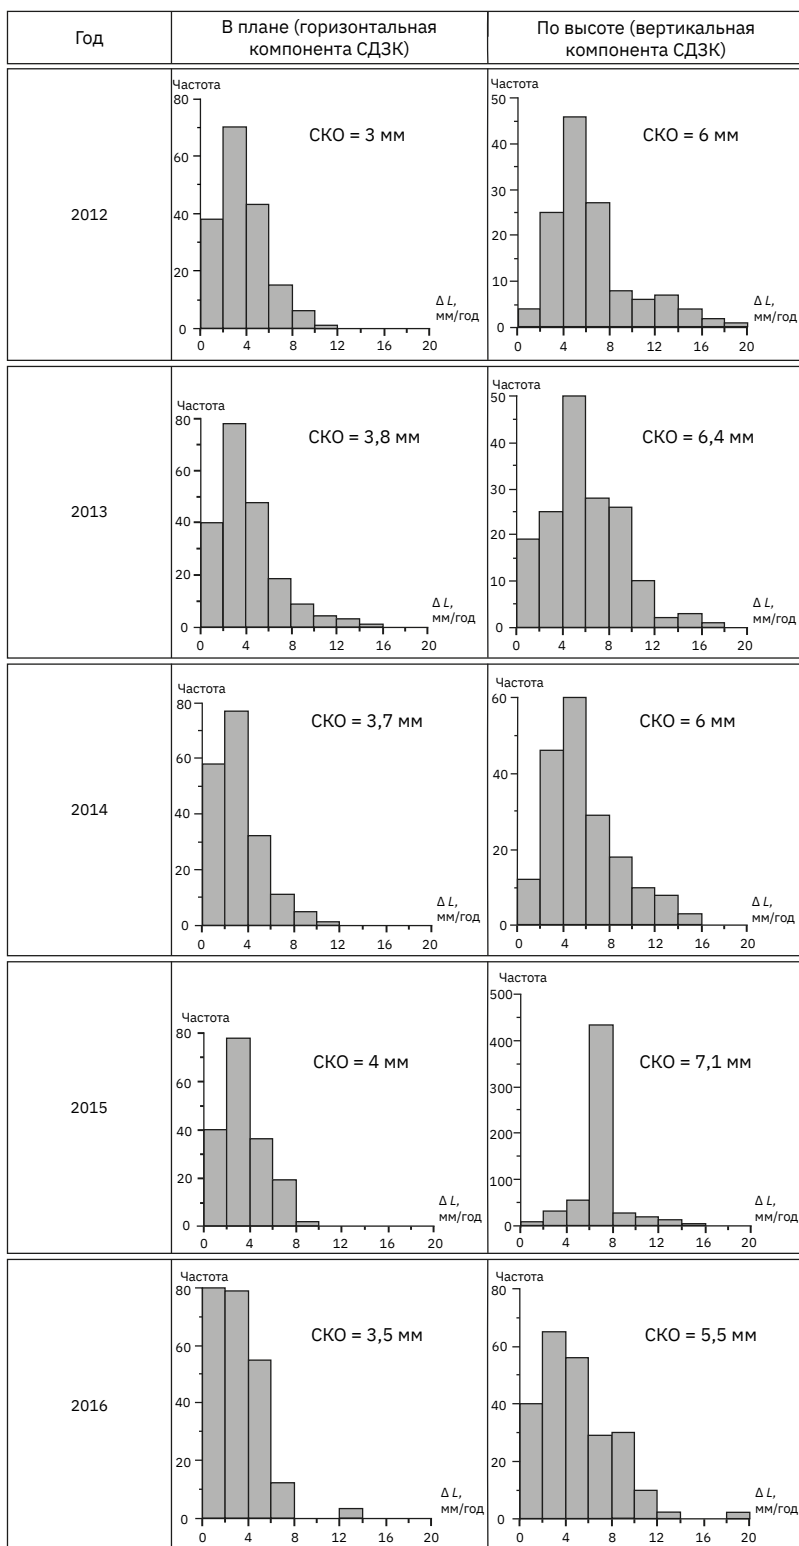 Год
В плане (горизонтальная
компонента СДЗК)
По высоте (вертикальная
компонента СДЗК)
2012
Частота
80
60
40
20
0
СКО = 3 мм
Δ L,
мм/год
0 4 8 12 16 20
Частота
50
40
30
20
10
0
СКО = 6 мм
Δ L,
мм/год
0 4 8 12 16 20
2013
Частота
80
60
40
20
0
СКО = 3,8 мм
Δ L,
мм/год
0 4 8 12 16 20
Частота
50
40
30
20
10
0
СКО = 6,4 мм
Δ L,
мм/год
0 4 8 12 16 20
2014
Частота
80
60
40
20
0
СКО = 3,7 мм
Δ L,
мм/год
0 4 8 12 16 20
Частота
60
40
20
0
СКО = 6 мм
Δ L,
мм/год
0 4 8 12 16 20
2015
Частота
80
60
40
20
0
СКО = 4 мм
Δ L,
мм/год
0 4 8 12 16 20
Частота
500
400
300
200
100
0
СКО = 7,1 мм
Δ L,
мм/год
0 4 8 12 16 20
2016
Частота
80
60
40
20
0
СКО = 3,5 мм
Δ L,
мм/год
0 4 8 12 16 20
Частота
80
60
40
20
0
СКО = 5,5 мм
Δ L,
мм/год
0 4 8 12 16 20